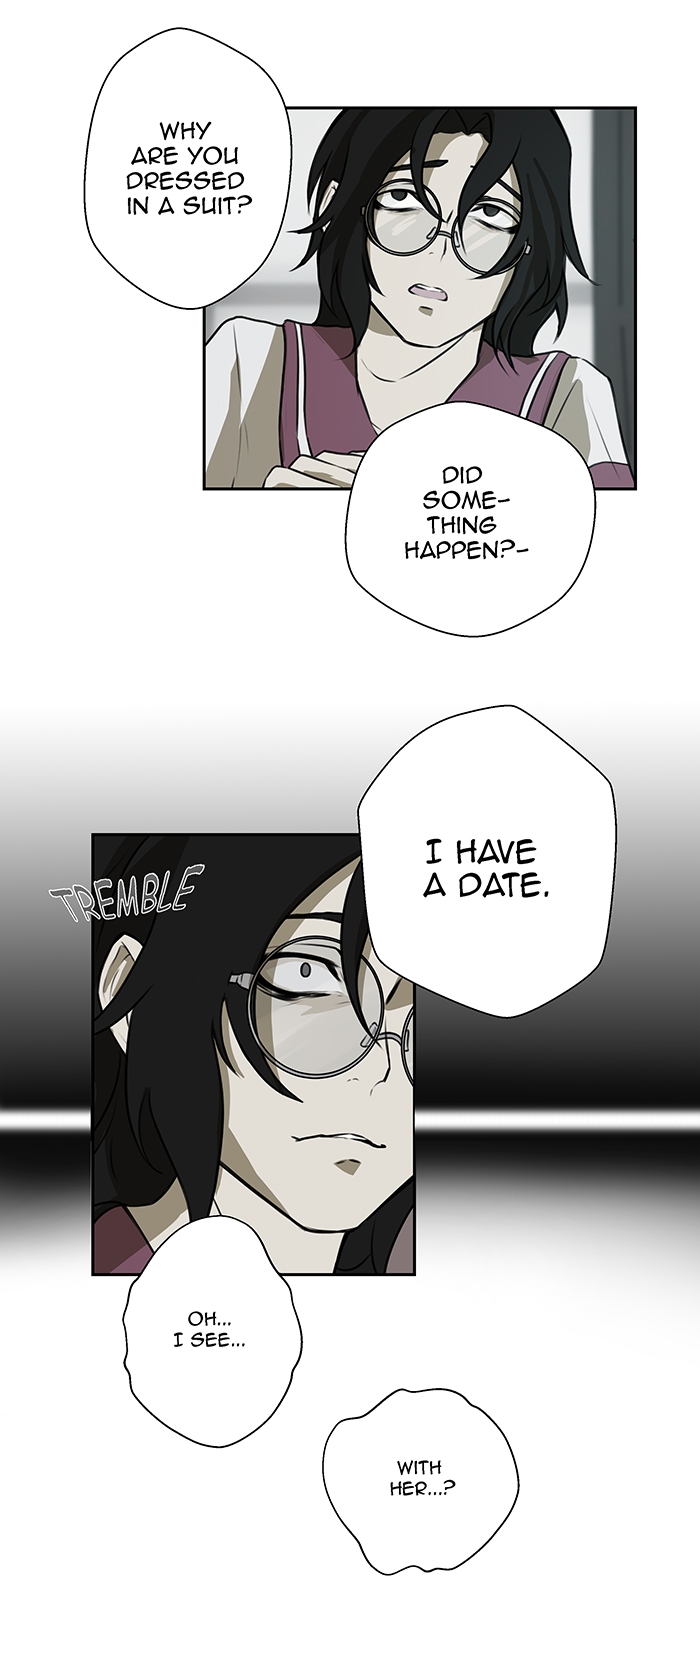 WHY
ARE YOU
DRESSED
IN A SUIT?
DID
SOME-
THING
HAPPEN?-
I HAVE
A DATE.
TREMBLE
OH...
I SEE...
WITH
HER...?